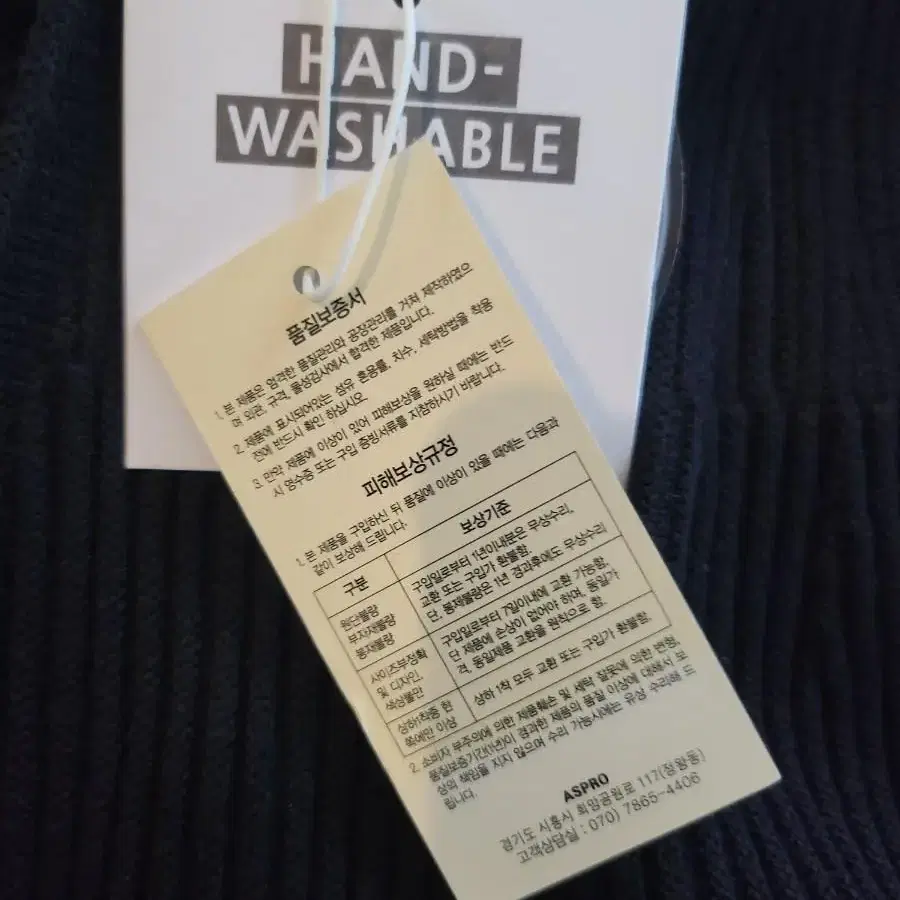 HAND-
WASHABLE
품질보증서
1. 본 제품은 엄격한 품질관리와 공장관리를 거쳐 제작하였으
며 외관, 규격, 물성검사에서 합격한 제품입니다.
2. 제품에 표시되어있는 섬유 혼용률, 치수, 세탁방법을 착용
전에 반드시 확인 하십시오.
3. 만약 제품에 이상이 있어 피해보상을 원하실 때에는 반드
시 영수증 또는 구입 증빙서류를 지참하시기 바랍니다.
피해보상규정
1. 본 제품을 구입하신 뒤 품질에 이상이 있을 때에는 다음과
같이 보상해 드립니다.
구분
보상기준
원단불량
부자재불량
봉제불량
구입일로부터 1년이내분은 무상수리,
교환 또는 구입가 환불함.
단, 봉제불량은 1년 경과후에도 무상수리
사이즈부정확
및 디자인,
색상불만
구입일로부터 7일이내에 교환 가능함.
단 제품에 손상이 없어야 하며, 동일가
격, 동일제품 교환을 원칙으로 함.
상하1착중 한
쪽에만 이상
상하 1착 모두 교환 또는 구입가 환불함.
2. 소비자 부주의에 의한 제품훼손 및 세탁 잘못에 의한 변형,
품질보증기간(1년)이 경과한 제품의 품질 이상에 대해서 보
상의 책임을 지지 않으며 수리 가능시에는 유상 수리해 드
립니다.
ASPRO
경기도 시흥시 희망공원로 117(정왕동)
고객상담실 : 070) 7865-4406